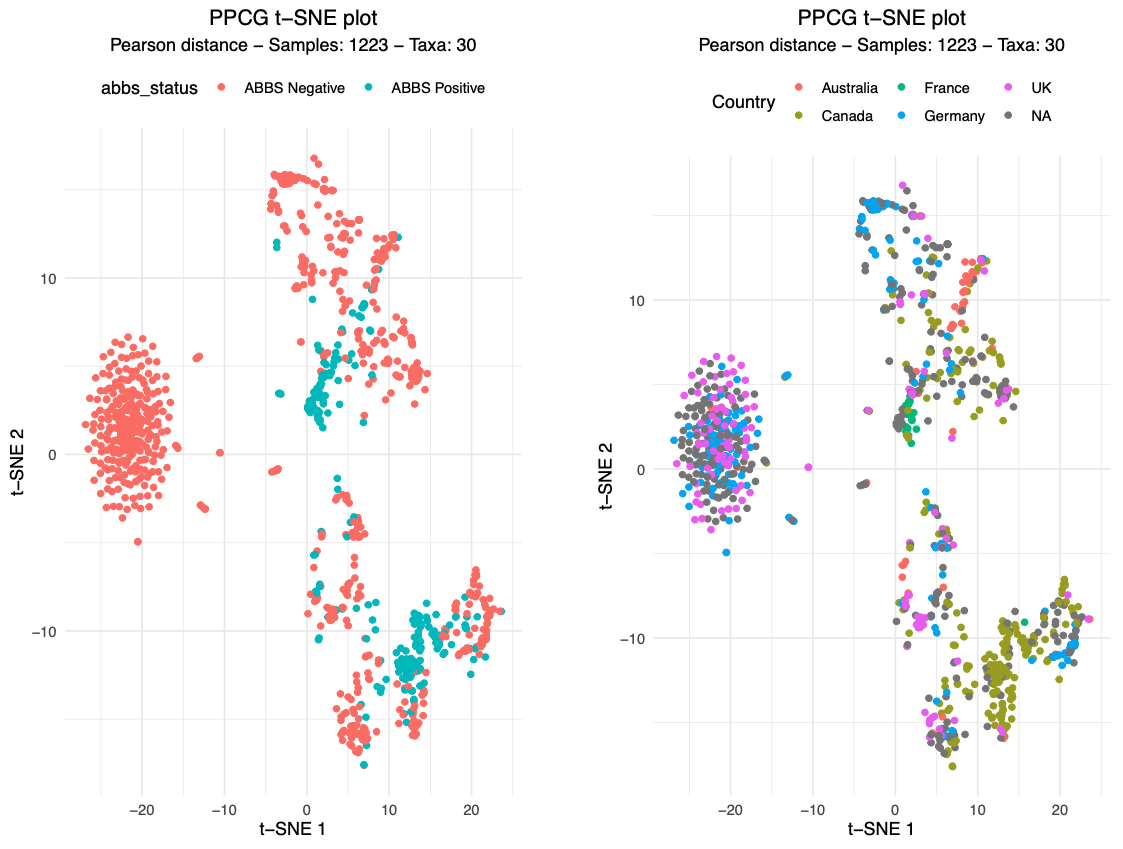 PPCG t−SNE plot
Pearson distance − Samples: 1223 − Taxa: 30
abbs_status ABBS Negative ABBS Positive
10
0
−10
t−SNE 2
−20 −10 0 10 20
t−SNE 1
PPCG t−SNE plot
Pearson distance − Samples: 1223 − Taxa: 30
Country
Australia France UK
Canada Germany NA
10
0
−10
t−SNE 2
−20 −10 0 10 20
t−SNE 1